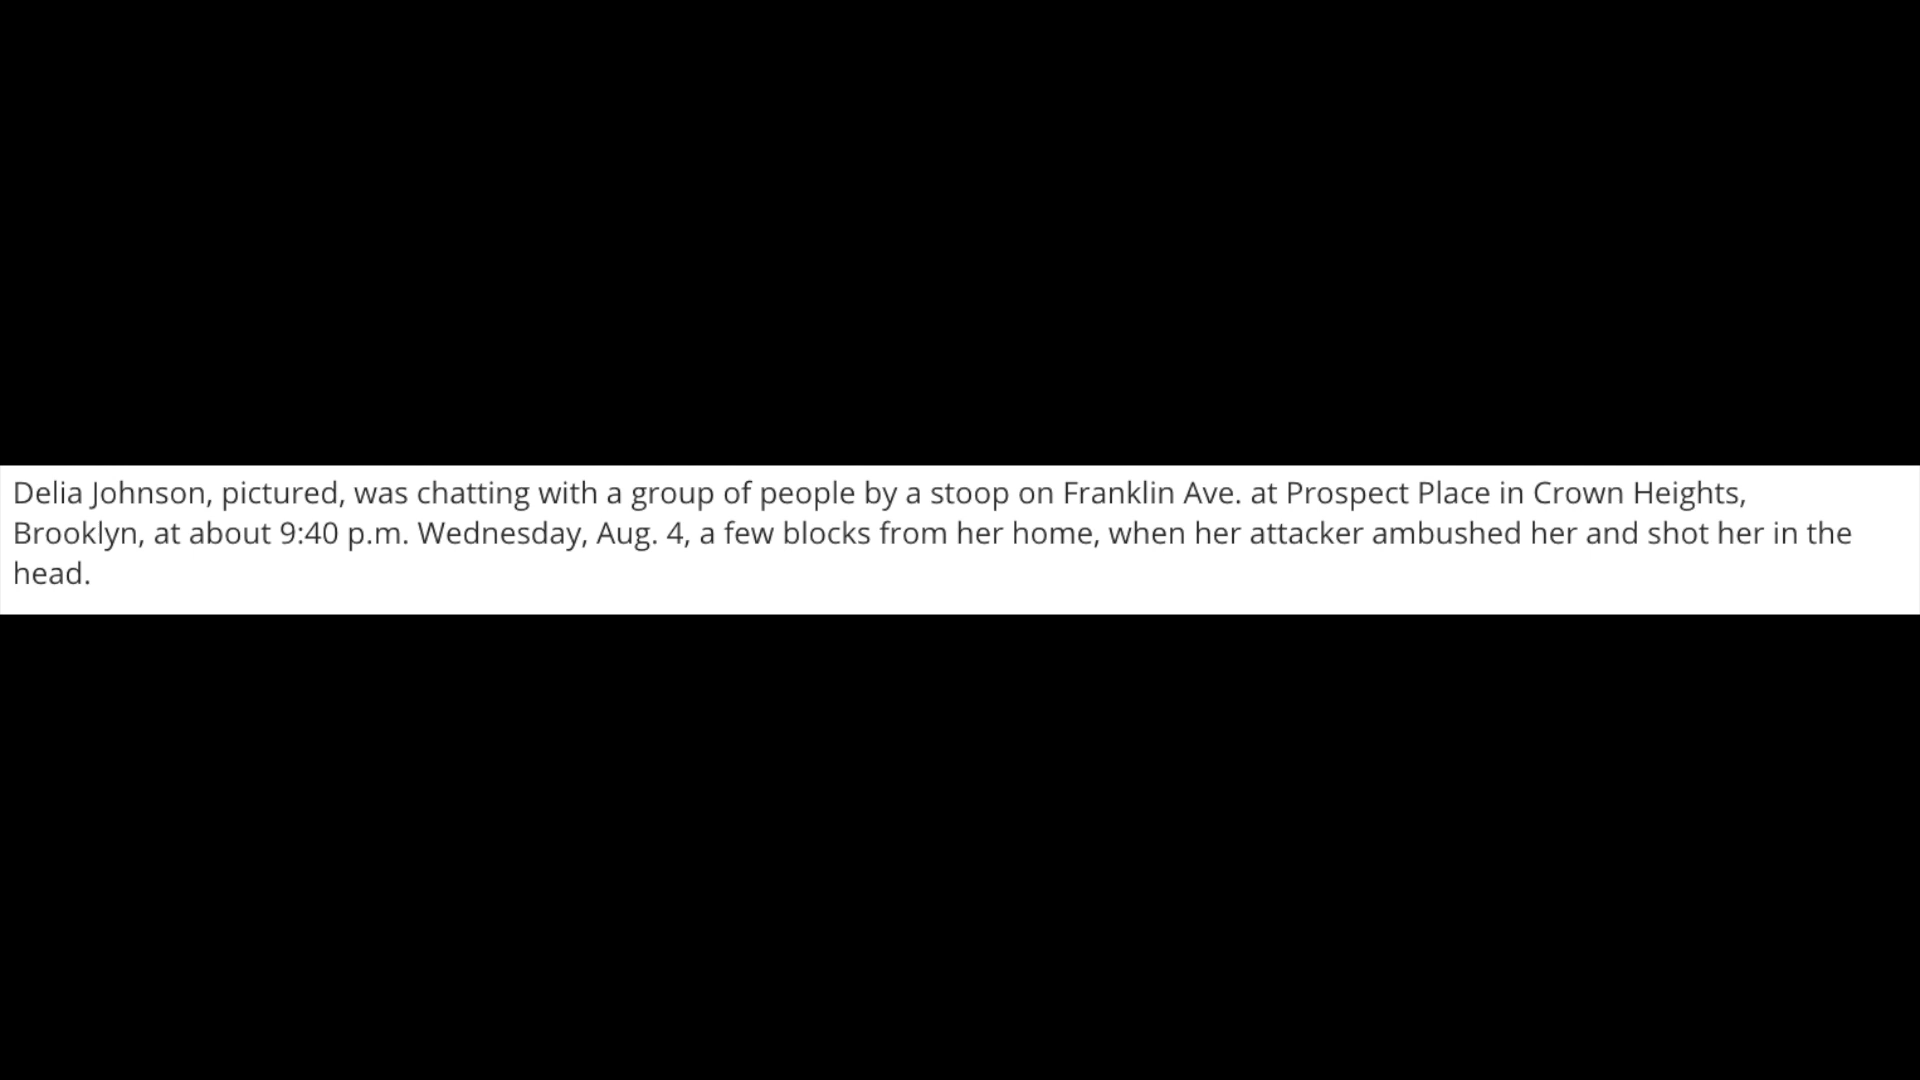 Delia Johnson, pictured, was chatting with a group of people by a stoop on Franklin Ave. at Prospect Place in Crown Heights,
Brooklyn, at about 9:40 p.m. Wednesday, Aug. 4, a few blocks from her home, when her attacker ambushed her and shot her in the
head.